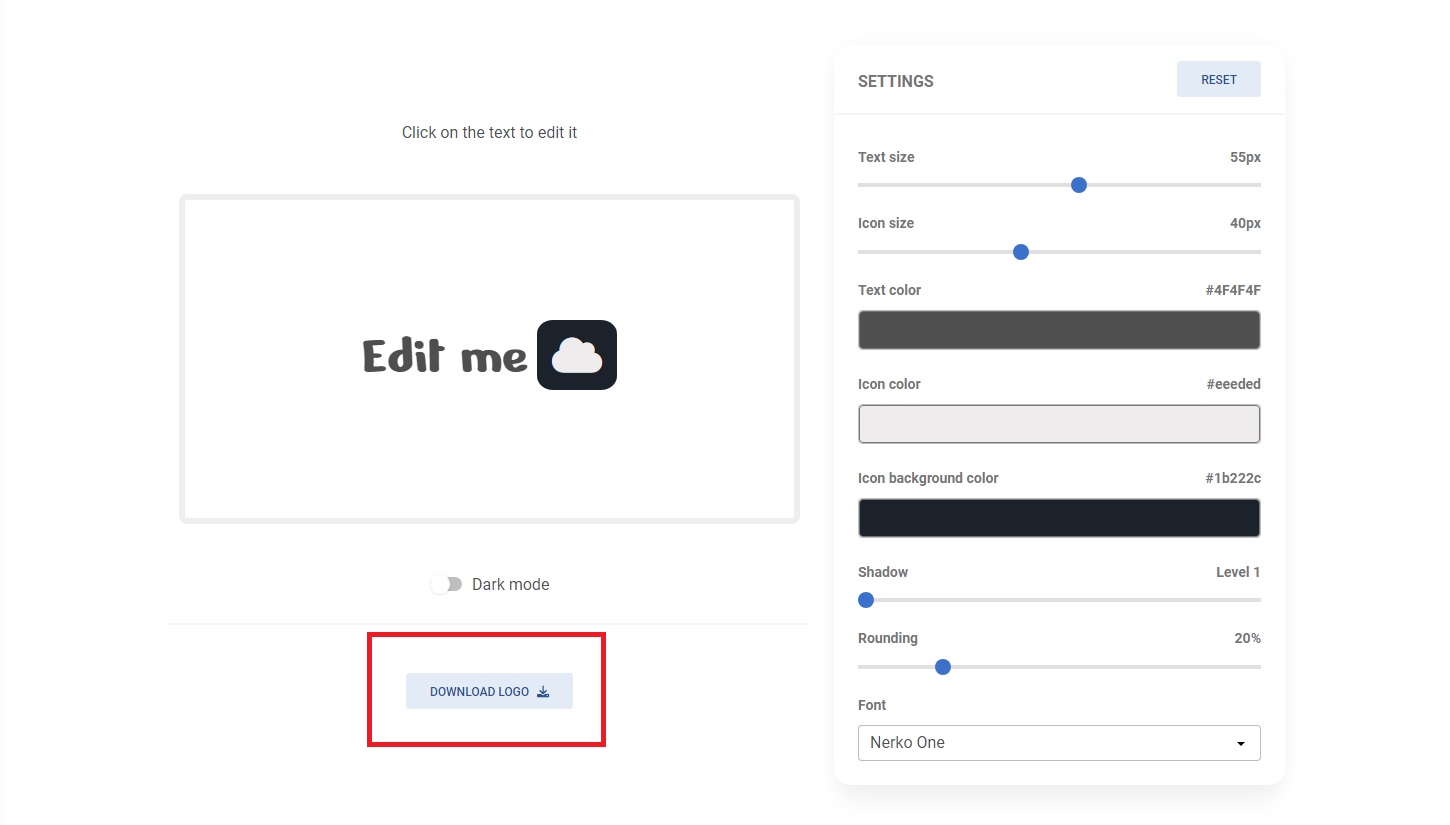 Click on the text to edit it
Edit me
Dark mode
DOWNLOAD LOGO
SETTINGS
RESET
Text size
55px
Icon size
40px
Text color
#4F4F4F
Icon color
#eeeded
Icon background color
#1b222c
Shadow
Level 1
Rounding
20%
Font
Nerko One